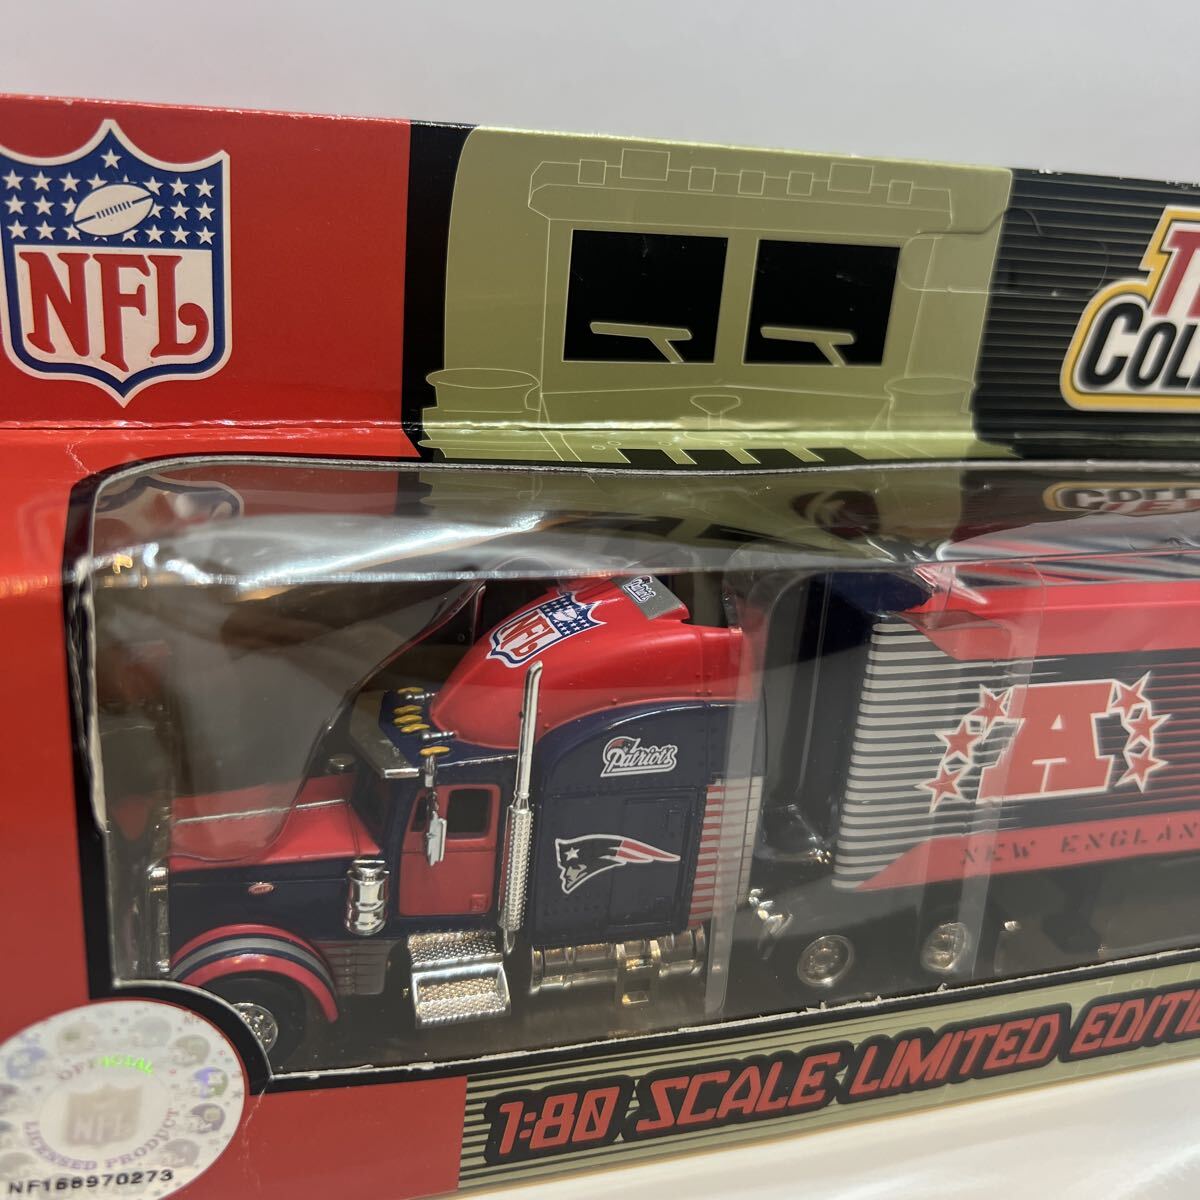 NFL
COLL
NFL
Patriots
Patriots
A
NEW ENGLAN
1:80 SCALE LIMITED EDITI
OFFICIAL
NFL
LICENSED PRODUCT
NF168970273